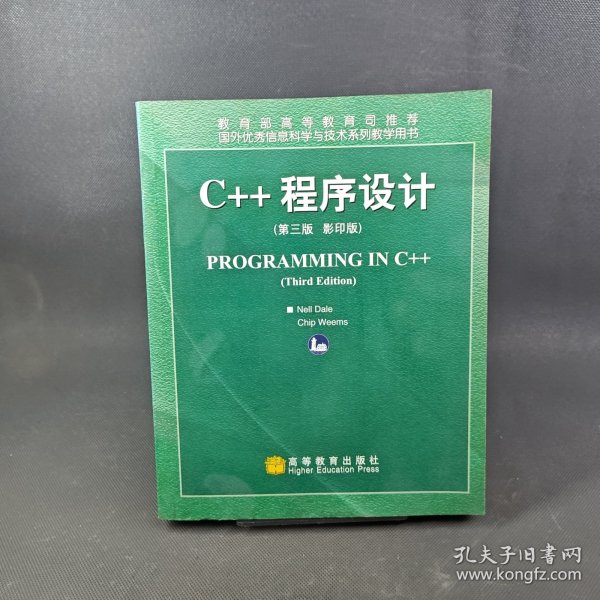 教育部高等教育司推荐
国外优秀信息科学与技术系列教学用书
C++ 程序设计
(第三版 影印版)
PROGRAMMING IN C++
(Third Edition)
■ Nell Dale
Chip Weems
高等教育出版社
Higher Education Press
孔夫子旧书网
www.kongfz.com